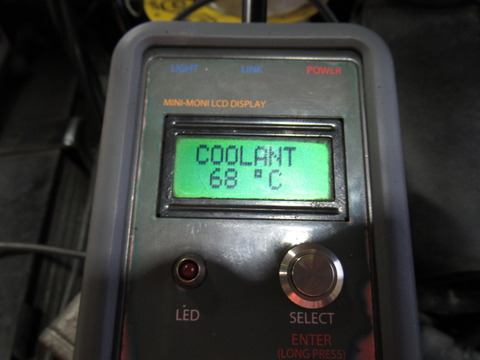 LIGHT LINK POWER
MINI-MONI LCD DISPLAY
COOLANT
68 °C
LED SELECT
ENTER
(LONG PRESS)